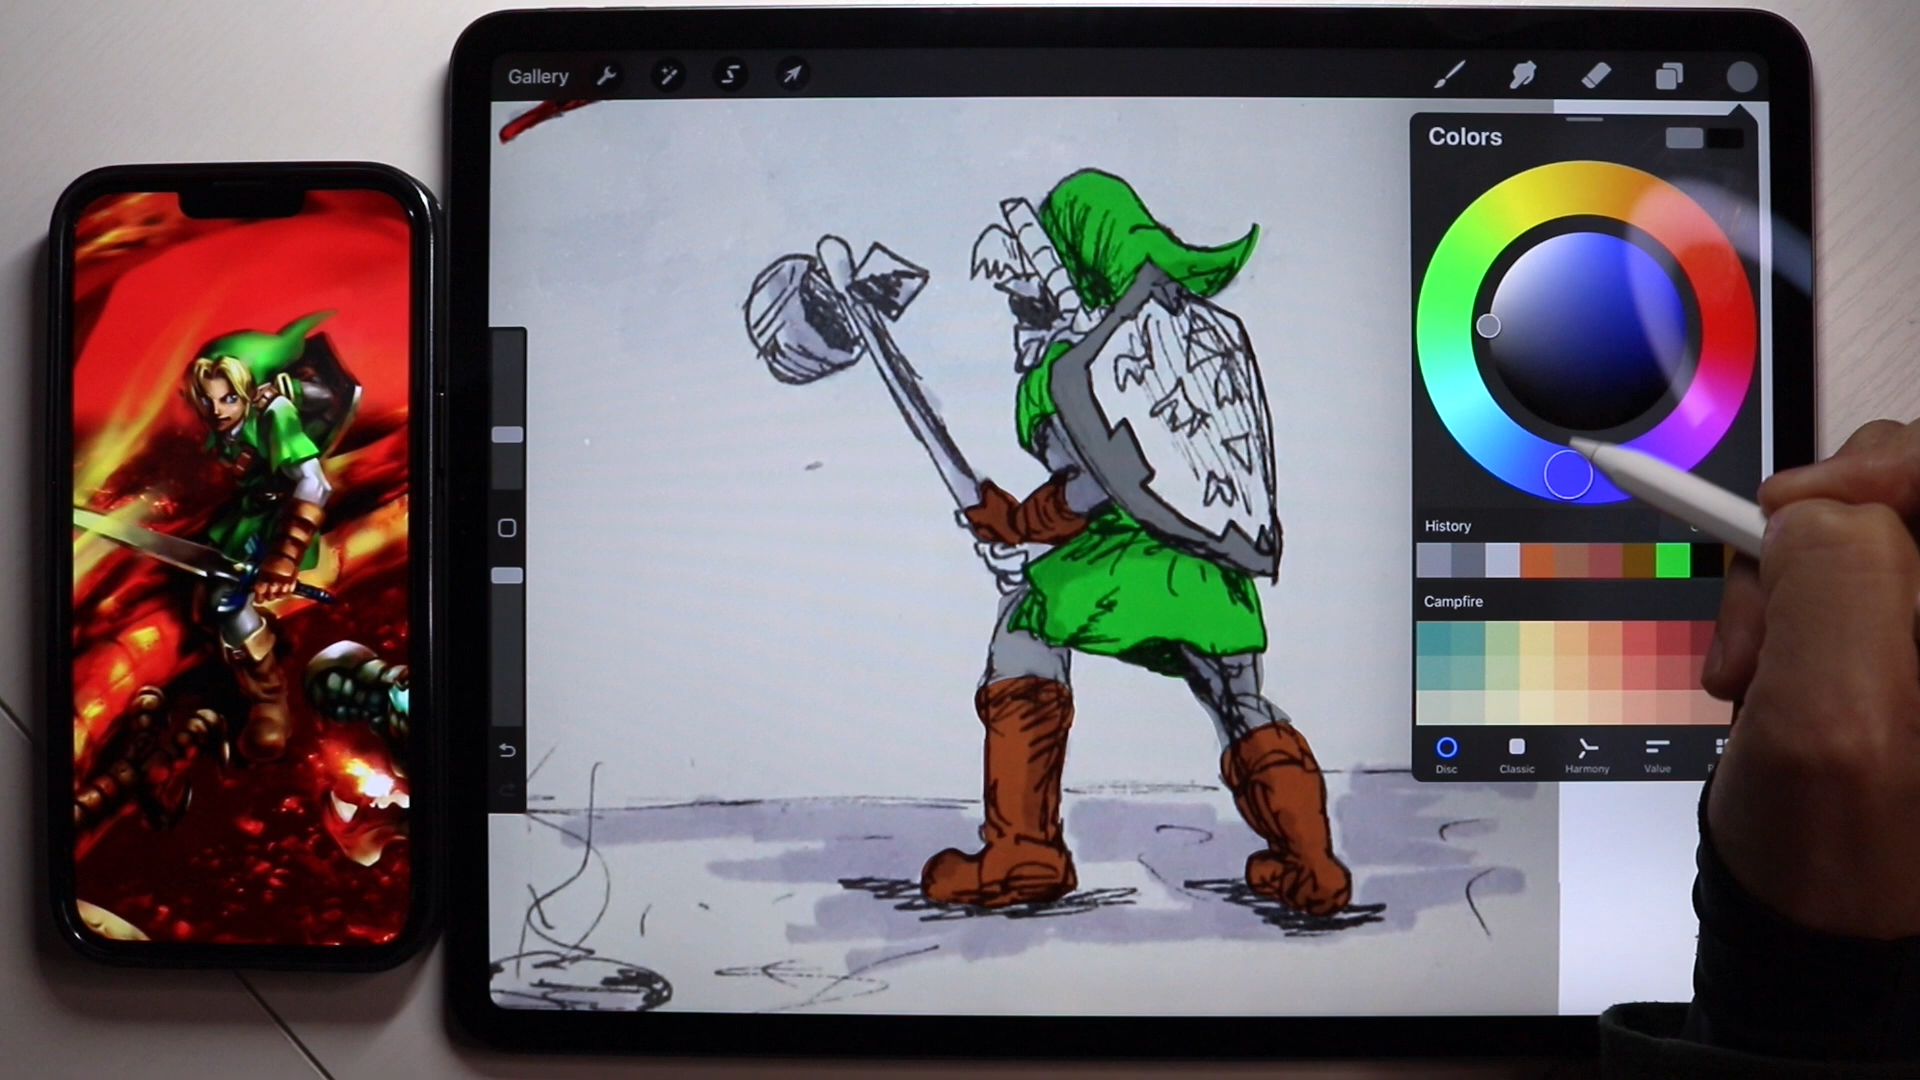 Gallery
Colors
History
Campfire
Disc
Classic
Harmony
Value